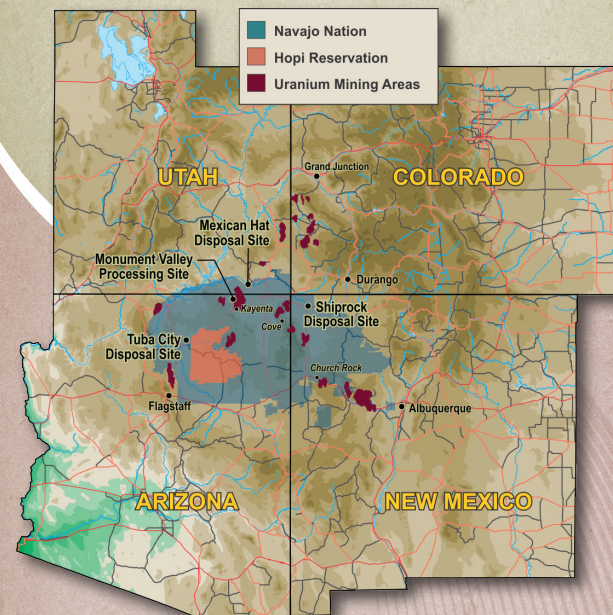 Navajo Nation
Hopi Reservation
Uranium Mining Areas
Grand Junction
UTAH
COLORADO
Mexican Hat
Disposal Site
Monument Valley
Processing Site
Durango
Kayenta
Shiprock
Disposal Site
Cove
Tuba City
Disposal Site
Church Rock
Flagstaff
Albuquerque
ARIZONA
NEW MEXICO